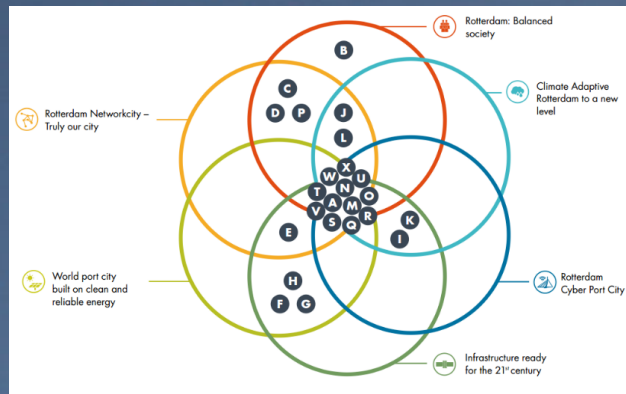 Rotterdam: Balanced
society
B
Climate Adaptive
Rotterdam to a new
level
C
D P
J
L
Rotterdam Networkcity –
Truly our city
X
W U
N
T O
A M
V R
S Q
K
I
E
World port city
built on clean and
reliable energy
H
F G
Rotterdam
Cyber Port City
Infrastructure ready
for the 21st century